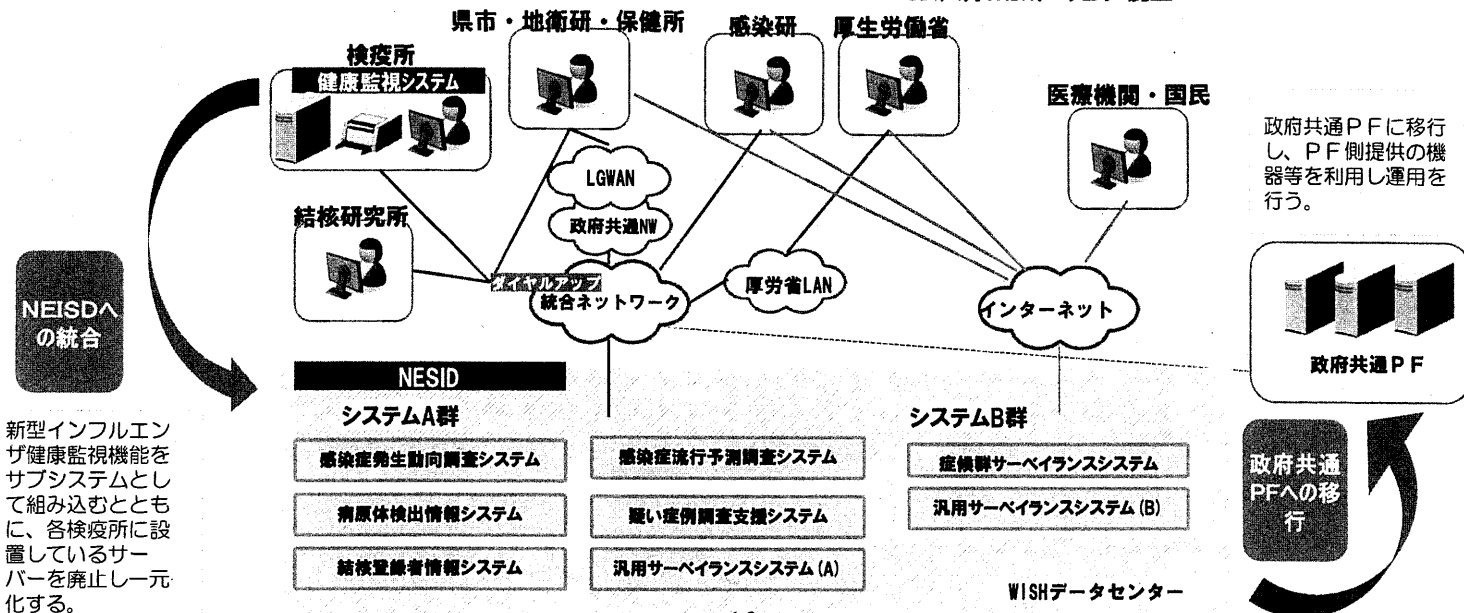 県市・地衛研・保健所
感染研
厚生労働省
検疫所
健康監視システム
医療機関・国民
政府共通PFに移行
し、PF側提供の機
器等を利用し運用を
行う。
LGWAN
政府共通NW
結核研究所
ダイヤルアップ
統合ネットワーク
厚労省LAN
インターネット
NEISDへ
の統合
政府共通PF
NESID
システムA群
システムB群
感染症発生動向調査システム
感染症流行予測調査システム
症候群サーベイランスシステム
病原体検出情報システム
疑い症例調査支援システム
汎用サーベイランスシステム(B)
結核登録者情報システム
汎用サーベイランスシステム(A)
新型インフルエン
ザ健康監視機能を
サブシステムとし
て組み込むととも
に、各検疫所に設
置しているサー
バーを廃止し一元
化する。
政府共通
PFへの移
行
WISHデータセンター